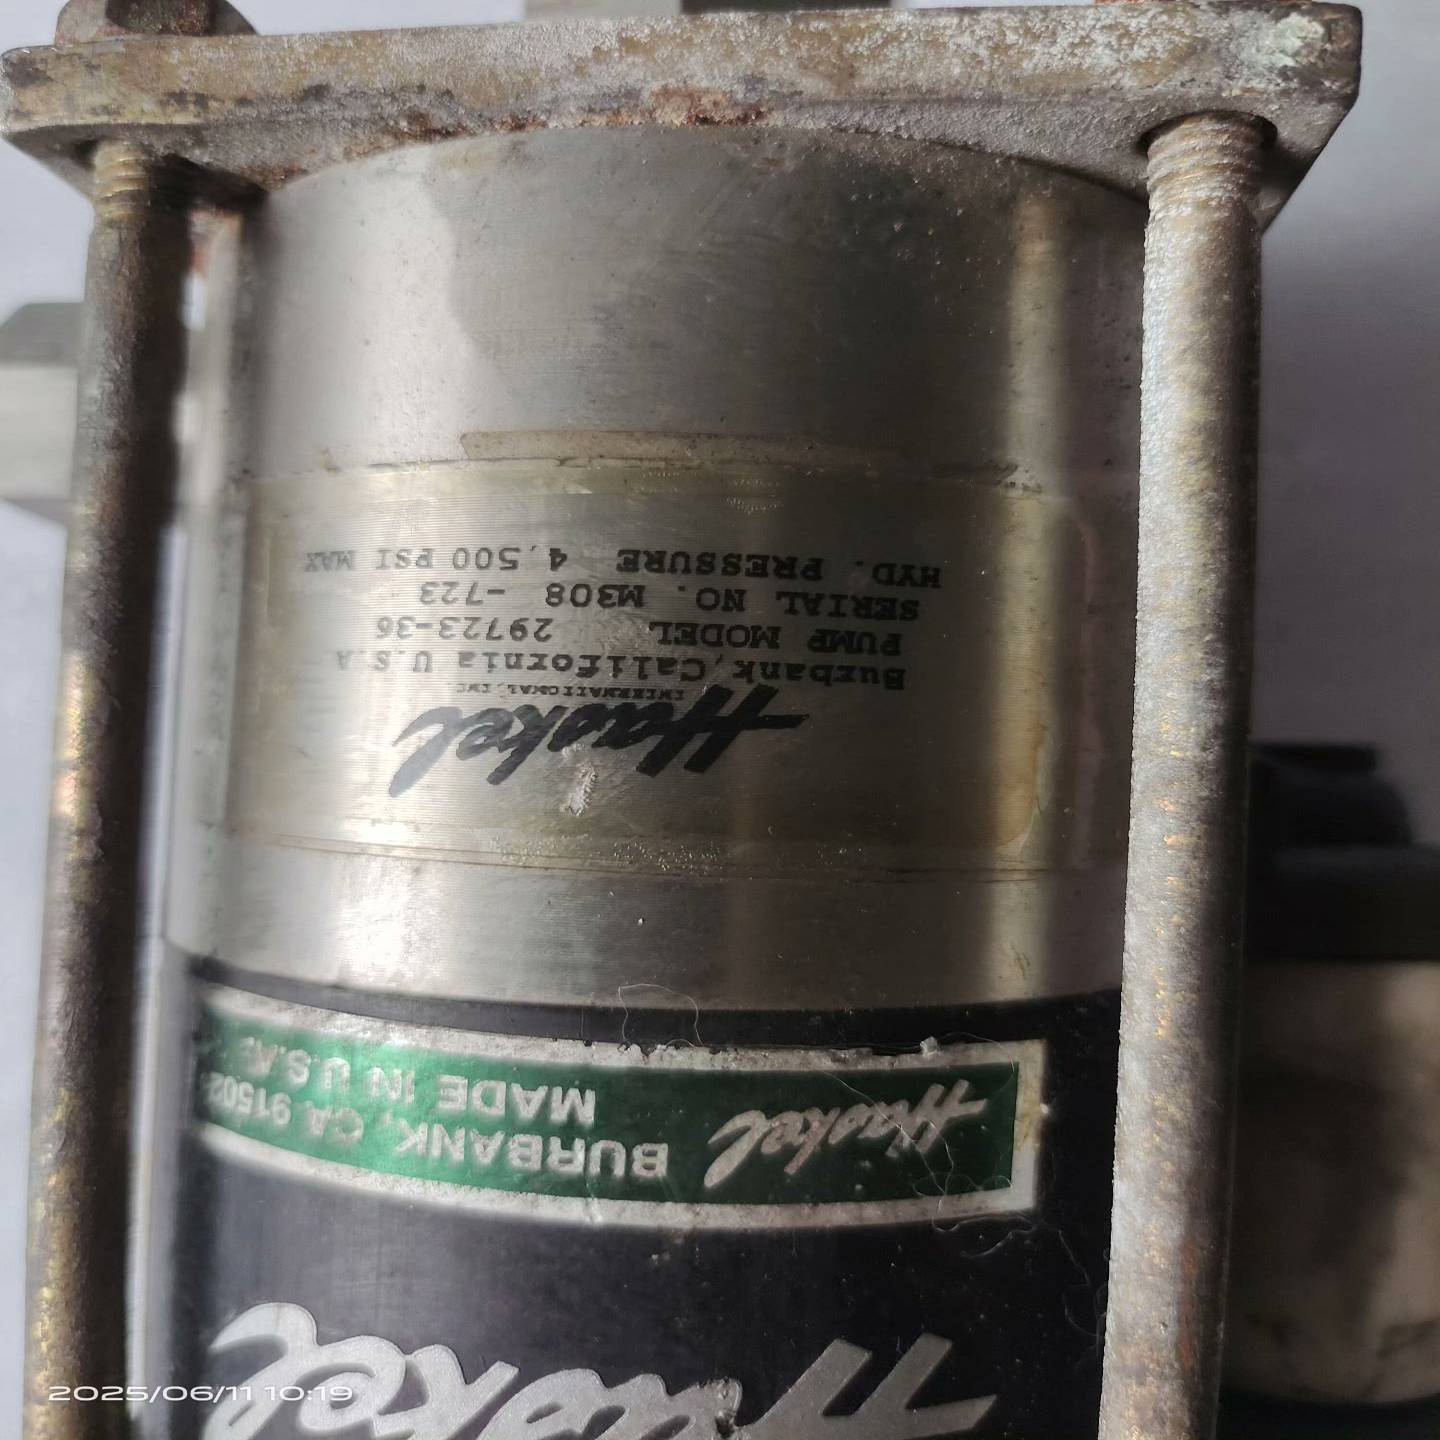 Haskel
INTERNATIONAL, INC.
Burbank, California U.S.A
PUMP MODEL 29723-36
SERIAL NO. M308 -723
HYD. PRESSURE 4,500 PSI MAX
Haskel
BURBANK, CA 91502
MADE IN U.S.A.
Haskel
2025/06/11 10:19